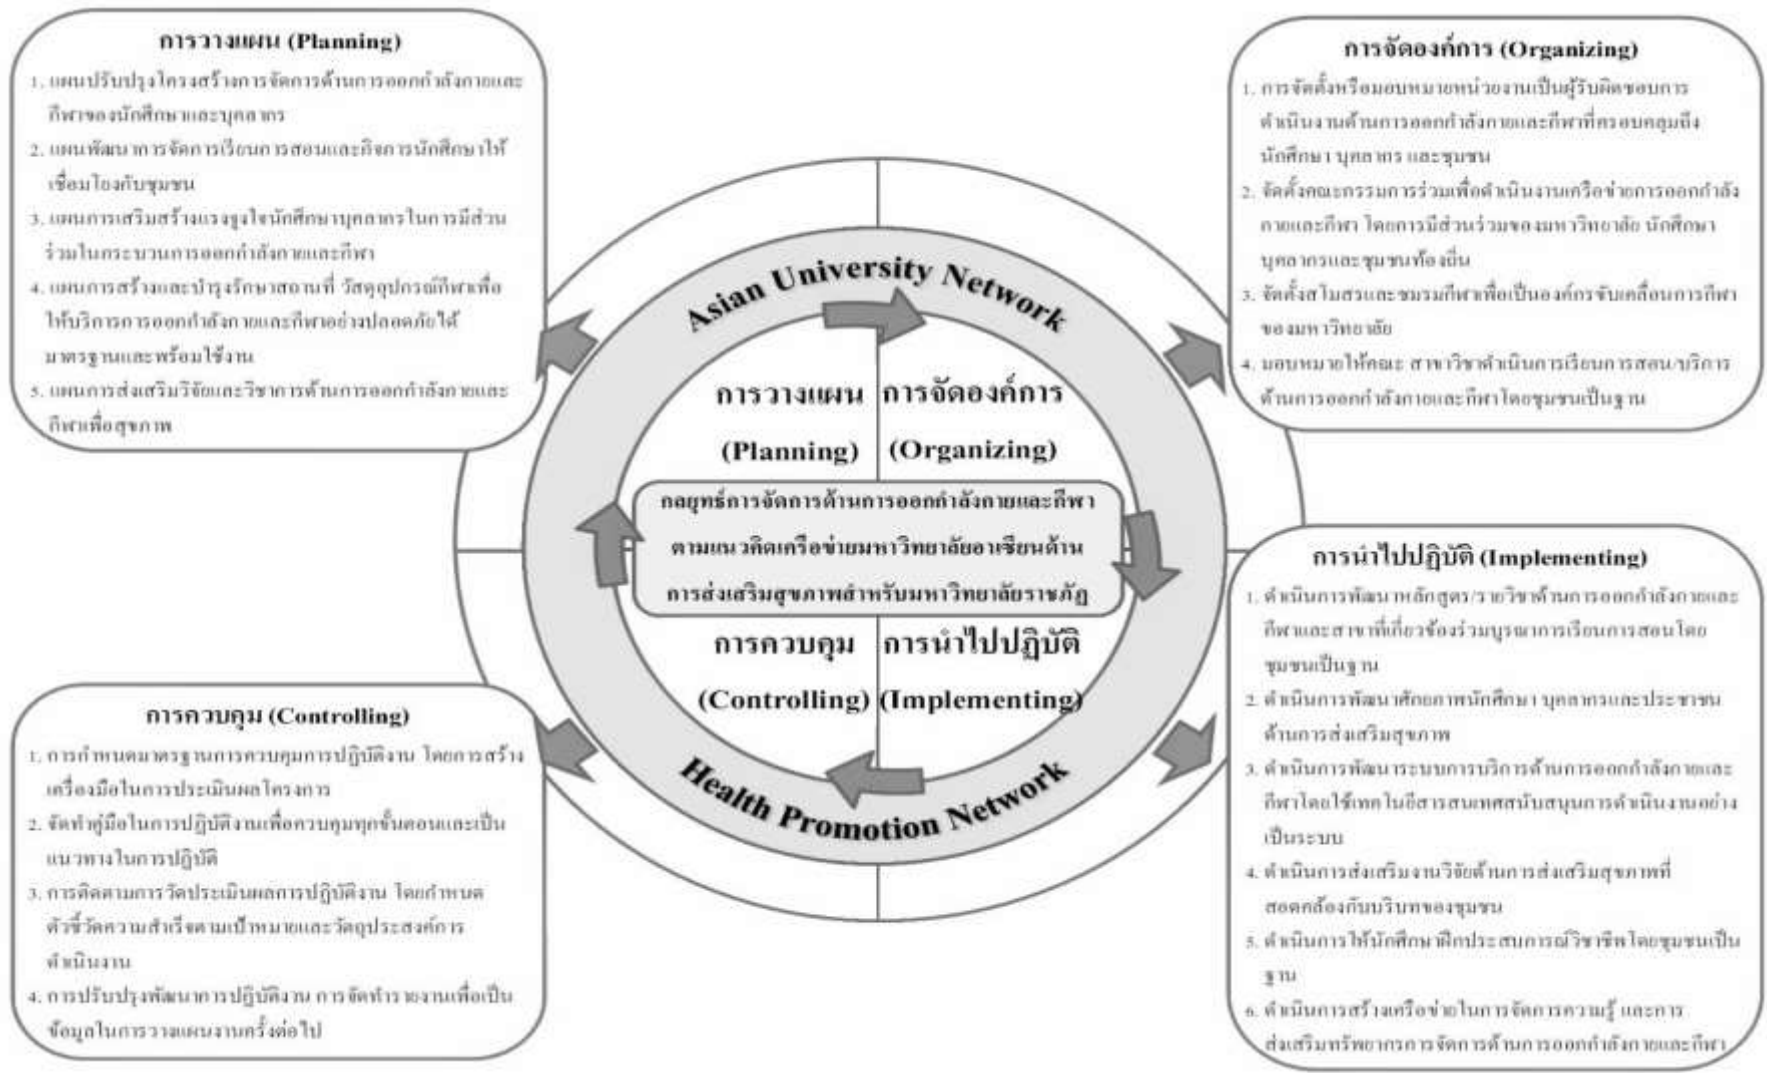 การวางแผน (Planning)
1. แผนปรับปรุงโครงสร้างการจัดการด้านการออกกำลังกายและ
กีฬาของนักศึกษาและบุคลากร
2. แผนพัฒนาการจัดการเรียนการสอนและกิจการนักศึกษาให้
เชื่อมโยงกับชุมชน
3. แผนการเสริมสร้างแรงจูงใจนักศึกษาบุคลากรในการมีส่วน
ร่วมในกระบวนการออกกำลังกายและกีฬา
4. แผนการสร้างและบำรุงรักษาสถานที่ วัสดุอุปกรณ์กีฬาเพื่อ
ให้บริการการออกกำลังกายและกีฬาอย่างปลอดภัยได้
มาตรฐานและพร้อมใช้งาน
5. แผนการส่งเสริมวิจัยและวิชาการด้านการออกกำลังกายและ
กีฬาเพื่อสุขภาพ
การจัดองค์การ (Organizing)
1. การจัดตั้งหรือมอบหมายหน่วยงานเป็นผู้รับผิดชอบการ
ดำเนินงานด้านการออกกำลังกายและกีฬาที่ครอบคลุมถึง
นักศึกษา บุคลากร และชุมชน
2. จัดตั้งคณะกรรมการร่วมเพื่อดำเนินงานเครือข่ายการออกกำลัง
กายและกีฬา โดยการมีส่วนร่วมของมหาวิทยาลัย นักศึกษา
บุคลากรและชุมชนท้องถิ่น
3. จัดตั้งสโมสรและชมรมกีฬาเพื่อเป็นองค์กรขับเคลื่อนการกีฬา
ของมหาวิทยาลัย
4. มอบหมายให้คณะ สาขาวิชาดำเนินการเรียนการสอน/บริการ
ด้านการออกกำลังกายและกีฬาโดยชุมชนเป็นฐาน
Asian University Network
การวางแผน
(Planning)
การจัดองค์การ
(Organizing)
กลยุทธ์การจัดการด้านการออกกำลังกายและกีฬา
ตามแนวคิดเครือข่ายมหาวิทยาลัยอาเซียนด้าน
การส่งเสริมสุขภาพสำหรับมหาวิทยาลัยราชภัฏ
การควบคุม
(Controlling)
การนำไปปฏิบัติ
(Implementing)
Health Promotion Network
การควบคุม (Controlling)
1. การกำหนดมาตรฐานการควบคุมการปฏิบัติงาน โดยการสร้าง
เครื่องมือในการประเมินผลโครงการ
2. จัดทำคู่มือในการปฏิบัติงานเพื่อควบคุมทุกขั้นตอนและเป็น
แนวทางในการปฏิบัติ
3. การติดตามการวัดประเมินผลการปฏิบัติงาน โดยกำหนด
ตัวชี้วัดความสำเร็จตามเป้าหมายและวัตถุประสงค์การ
ดำเนินงาน
4. การปรับปรุงพัฒนาการปฏิบัติงาน การจัดทำรายงานเพื่อเป็น
ข้อมูลในการวางแผนงานครั้งต่อไป
การนำไปปฏิบัติ (Implementing)
1. ดำเนินการพัฒนาหลักสูตร/รายวิชาด้านการออกกำลังกายและ
กีฬาและสาขาที่เกี่ยวข้องร่วมบูรณาการเรียนการสอนโดย
ชุมชนเป็นฐาน
2. ดำเนินการพัฒนาศักยภาพนักศึกษา บุคลากรและประชาชน
ด้านการส่งเสริมสุขภาพ
3. ดำเนินการพัฒนาระบบการบริการด้านการออกกำลังกายและ
กีฬาโดยใช้เทคโนโยีสารสนเทศสนับสนุนการดำเนินงานอย่าง
เป็นระบบ
4. ดำเนินการส่งเสริมงานวิจัยด้านการส่งเสริมสุขภาพที่
สอดคล้องกับบริบทของชุมชน
5. ดำเนินการให้นักศึกษาฝึกประสบการณ์วิชาชีพโดยชุมชนเป็น
ฐาน
6. ดำเนินการสร้างเครือข่ายในการจัดการความรู้ และการ
ส่งเสริมทรัพยากรการจัดการด้านการออกกำลังกายและกีฬา